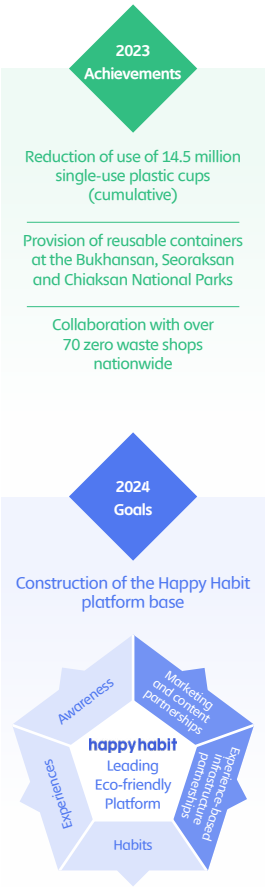 2023
Achievements
Reduction of use of 14.5 million
single-use plastic cups
(cumulative)
Provision of reusable containers
at the Bukhansan, Seoraksan
and Chiaksan National Parks
Collaboration with over
70 zero waste shops
nationwide
2024
Goals
Construction of the Happy Habit
platform base
Awareness
Marketing
and content
partnerships
happyhabit
Leading
Eco-friendly
Platform
Experiences
Experience-based
infrastructure
partnerships
Habits